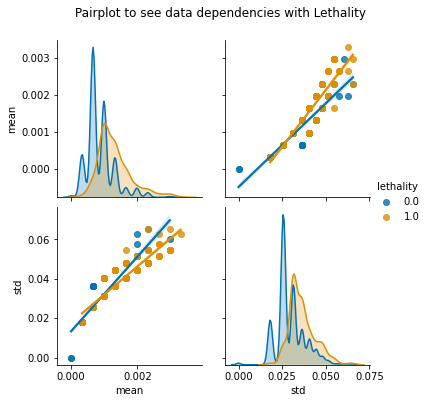 Pairplot to see data dependencies with Lethality
0.003
0.002
0.001
0.000
mean
lethality
0.0
1.0
0.06
0.04
0.02
0.00
std
0.000 0.002
mean
0.000 0.025 0.050 0.075
std